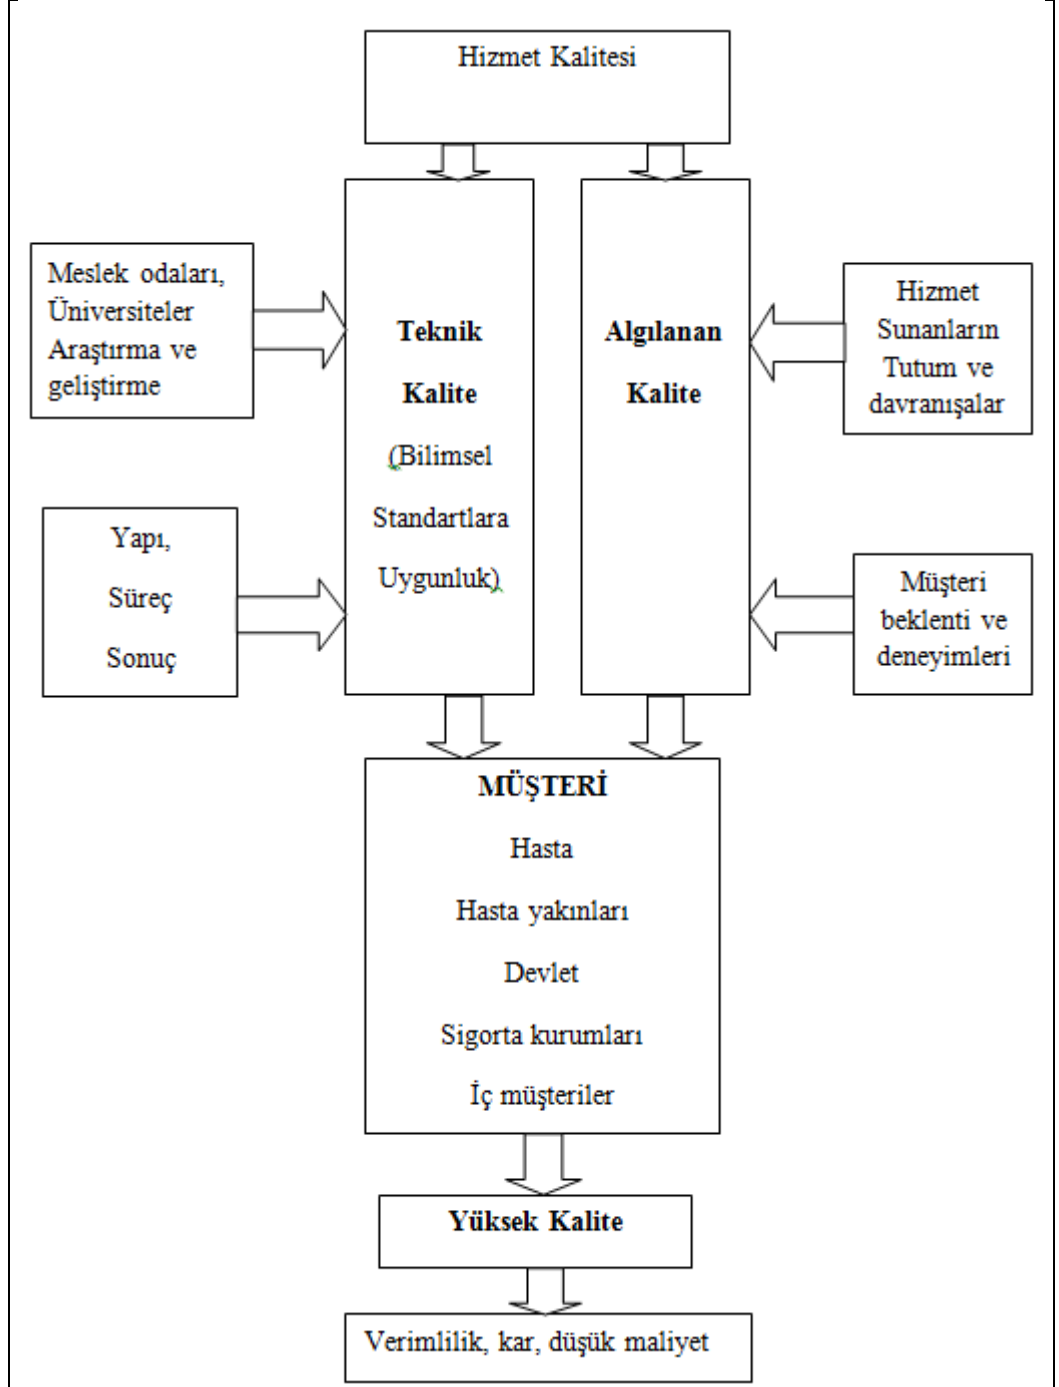 Hizmet Kalitesi
Meslek odaları,
Üniversiteler
Araştırma ve
geliştirme
Yapı,
Süreç
Sonuç
Teknik
Kalite
(Bilimsel
Standartlara
Uygunluk)
Algılanan
Kalite
Hizmet
Sunanların
Tutum ve
davranışalar
Müşteri
beklenti ve
deneyimleri
MÜŞTERİ
Hasta
Hasta yakınları
Devlet
Sigorta kurumları
İç müşteriler
Yüksek Kalite
Verimlilik, kar, düşük maliyet